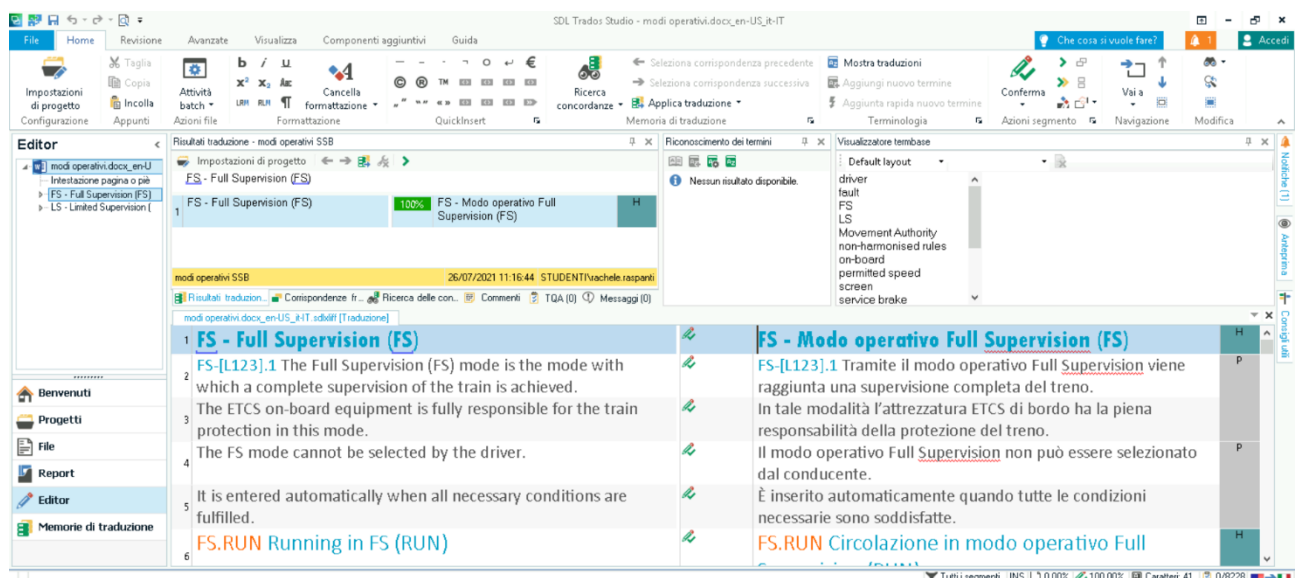 SDL Trados Studio - modi operativi.docx_en-US_it-IT
File Home Revisione Avanzate Visualizza Componenti aggiuntivi Guida Che cosa si vuole fare? 1 Accedi
Impostazioni di progetto
Configurazione
Taglia
Copia
Incolla
Appunti
Attività batch
Azioni file
b i u
x² x₂ Aa
LRM RLM ¶
Cancella formattazione
Formattazione
© ® TM
QuickInsert
Ricerca concordanze
Seleziona corrispondenza precedente
Seleziona corrispondenza successiva
Applica traduzione
Memoria di traduzione
Mostra traduzioni
Aggiungi nuovo termine
Aggiunta rapida nuovo termine
Terminologia
Conferma
Azioni segmento
Vai a
Navigazione
Modifica
Editor
modi operativi.docx_en-U
Intestazione pagina o piè
FS - Full Supervision (FS)
LS - Limited Supervision (
Benvenuti
Progetti
File
Report
Editor
Memorie di traduzione
Risultati traduzione - modi operativi SSB
Impostazioni di progetto
FS - Full Supervision (FS)
1 FS - Full Supervision (FS) 100% FS - Modo operativo Full Supervision (FS) H
modi operativi SSB 26/07/2021 11:16:44 STUDENTI\rachele.raspanti
Risultati traduzion... Corrispondenze fr... Ricerca delle con... Commenti TQA (0) Messaggi (0)
Riconoscimento dei termini
Nessun risultato disponibile.
Visualizzatore termbase
Default layout
driver
fault
FS
LS
Movement Authority
non-harmonised rules
on-board
permitted speed
screen
service brake
Notifiche (1)
Anteprima
Consigli utili
modi operativi.docx_en-US_it-IT.sdlxliff [Traduzione]
1 FS - Full Supervision (FS)
FS - Modo operativo Full Supervision (FS) H
2 FS-[L123].1 The Full Supervision (FS) mode is the mode with
which a complete supervision of the train is achieved.
FS-[L123].1 Tramite il modo operativo Full Supervision viene
raggiunta una supervisione completa del treno. P
3 The ETCS on-board equipment is fully responsible for the train
protection in this mode.
In tale modalità l'attrezzatura ETCS di bordo ha la piena
responsabilità della protezione del treno.
4 The FS mode cannot be selected by the driver.
Il modo operativo Full Supervision non può essere selezionato
dal conducente. P
5 It is entered automatically when all necessary conditions are
fulfilled.
È inserito automaticamente quando tutte le condizioni
necessarie sono soddisfatte.
6 FS.RUN Running in FS (RUN)
FS.RUN Circolazione in modo operativo Full H
Tutti i segmenti INS 0,00% 100,00% Caratteri: 41 0/8228